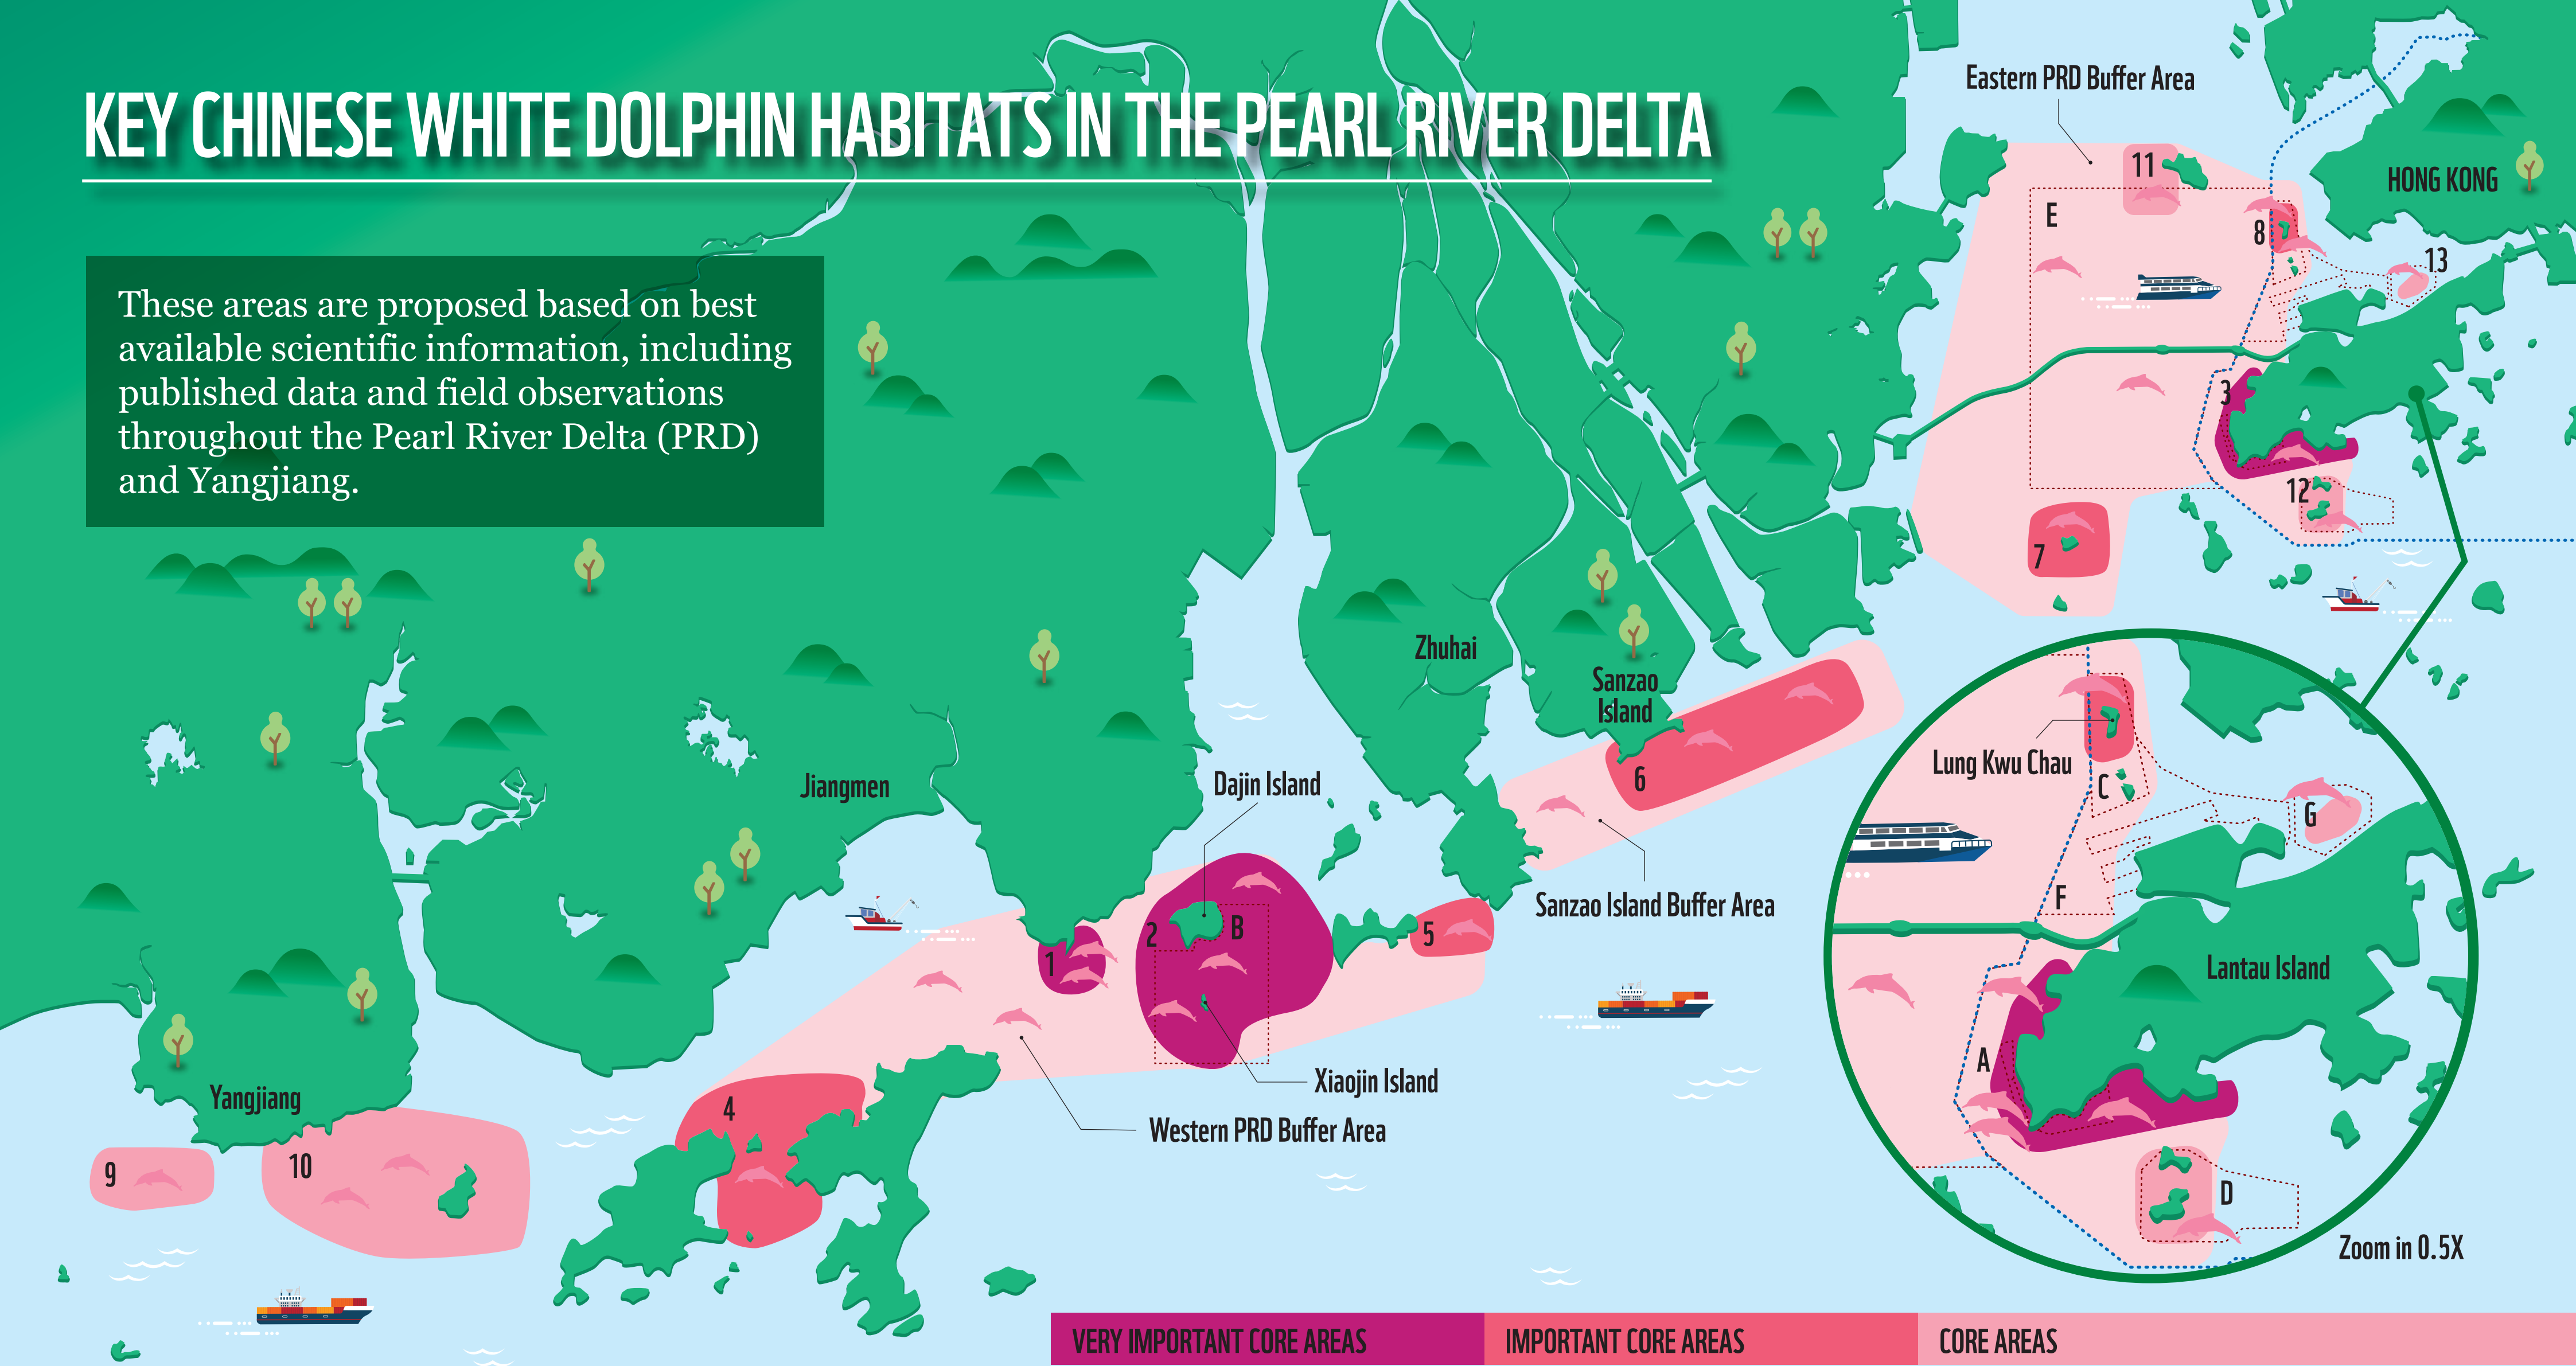 KEY CHINESE WHITE DOLPHIN HABITATS IN THE PEARL RIVER DELTA
These areas are proposed based on best
available scientific information, including
published data and field observations
throughout the Pearl River Delta (PRD)
and Yangjiang.
Eastern PRD Buffer Area
11
HONG KONG
E
8
13
3
12
7
Zhuhai
Sanzao
Island
6
Jiangmen
Dajin Island
Sanzao Island Buffer Area
2
B
5
1
Xiaojin Island
Western PRD Buffer Area
4
Yangjiang
9
10
Lung Kwu Chau
C
G
F
Lantau Island
A
D
Zoom in 0.5X
VERY IMPORTANT CORE AREAS
IMPORTANT CORE AREAS
CORE AREAS